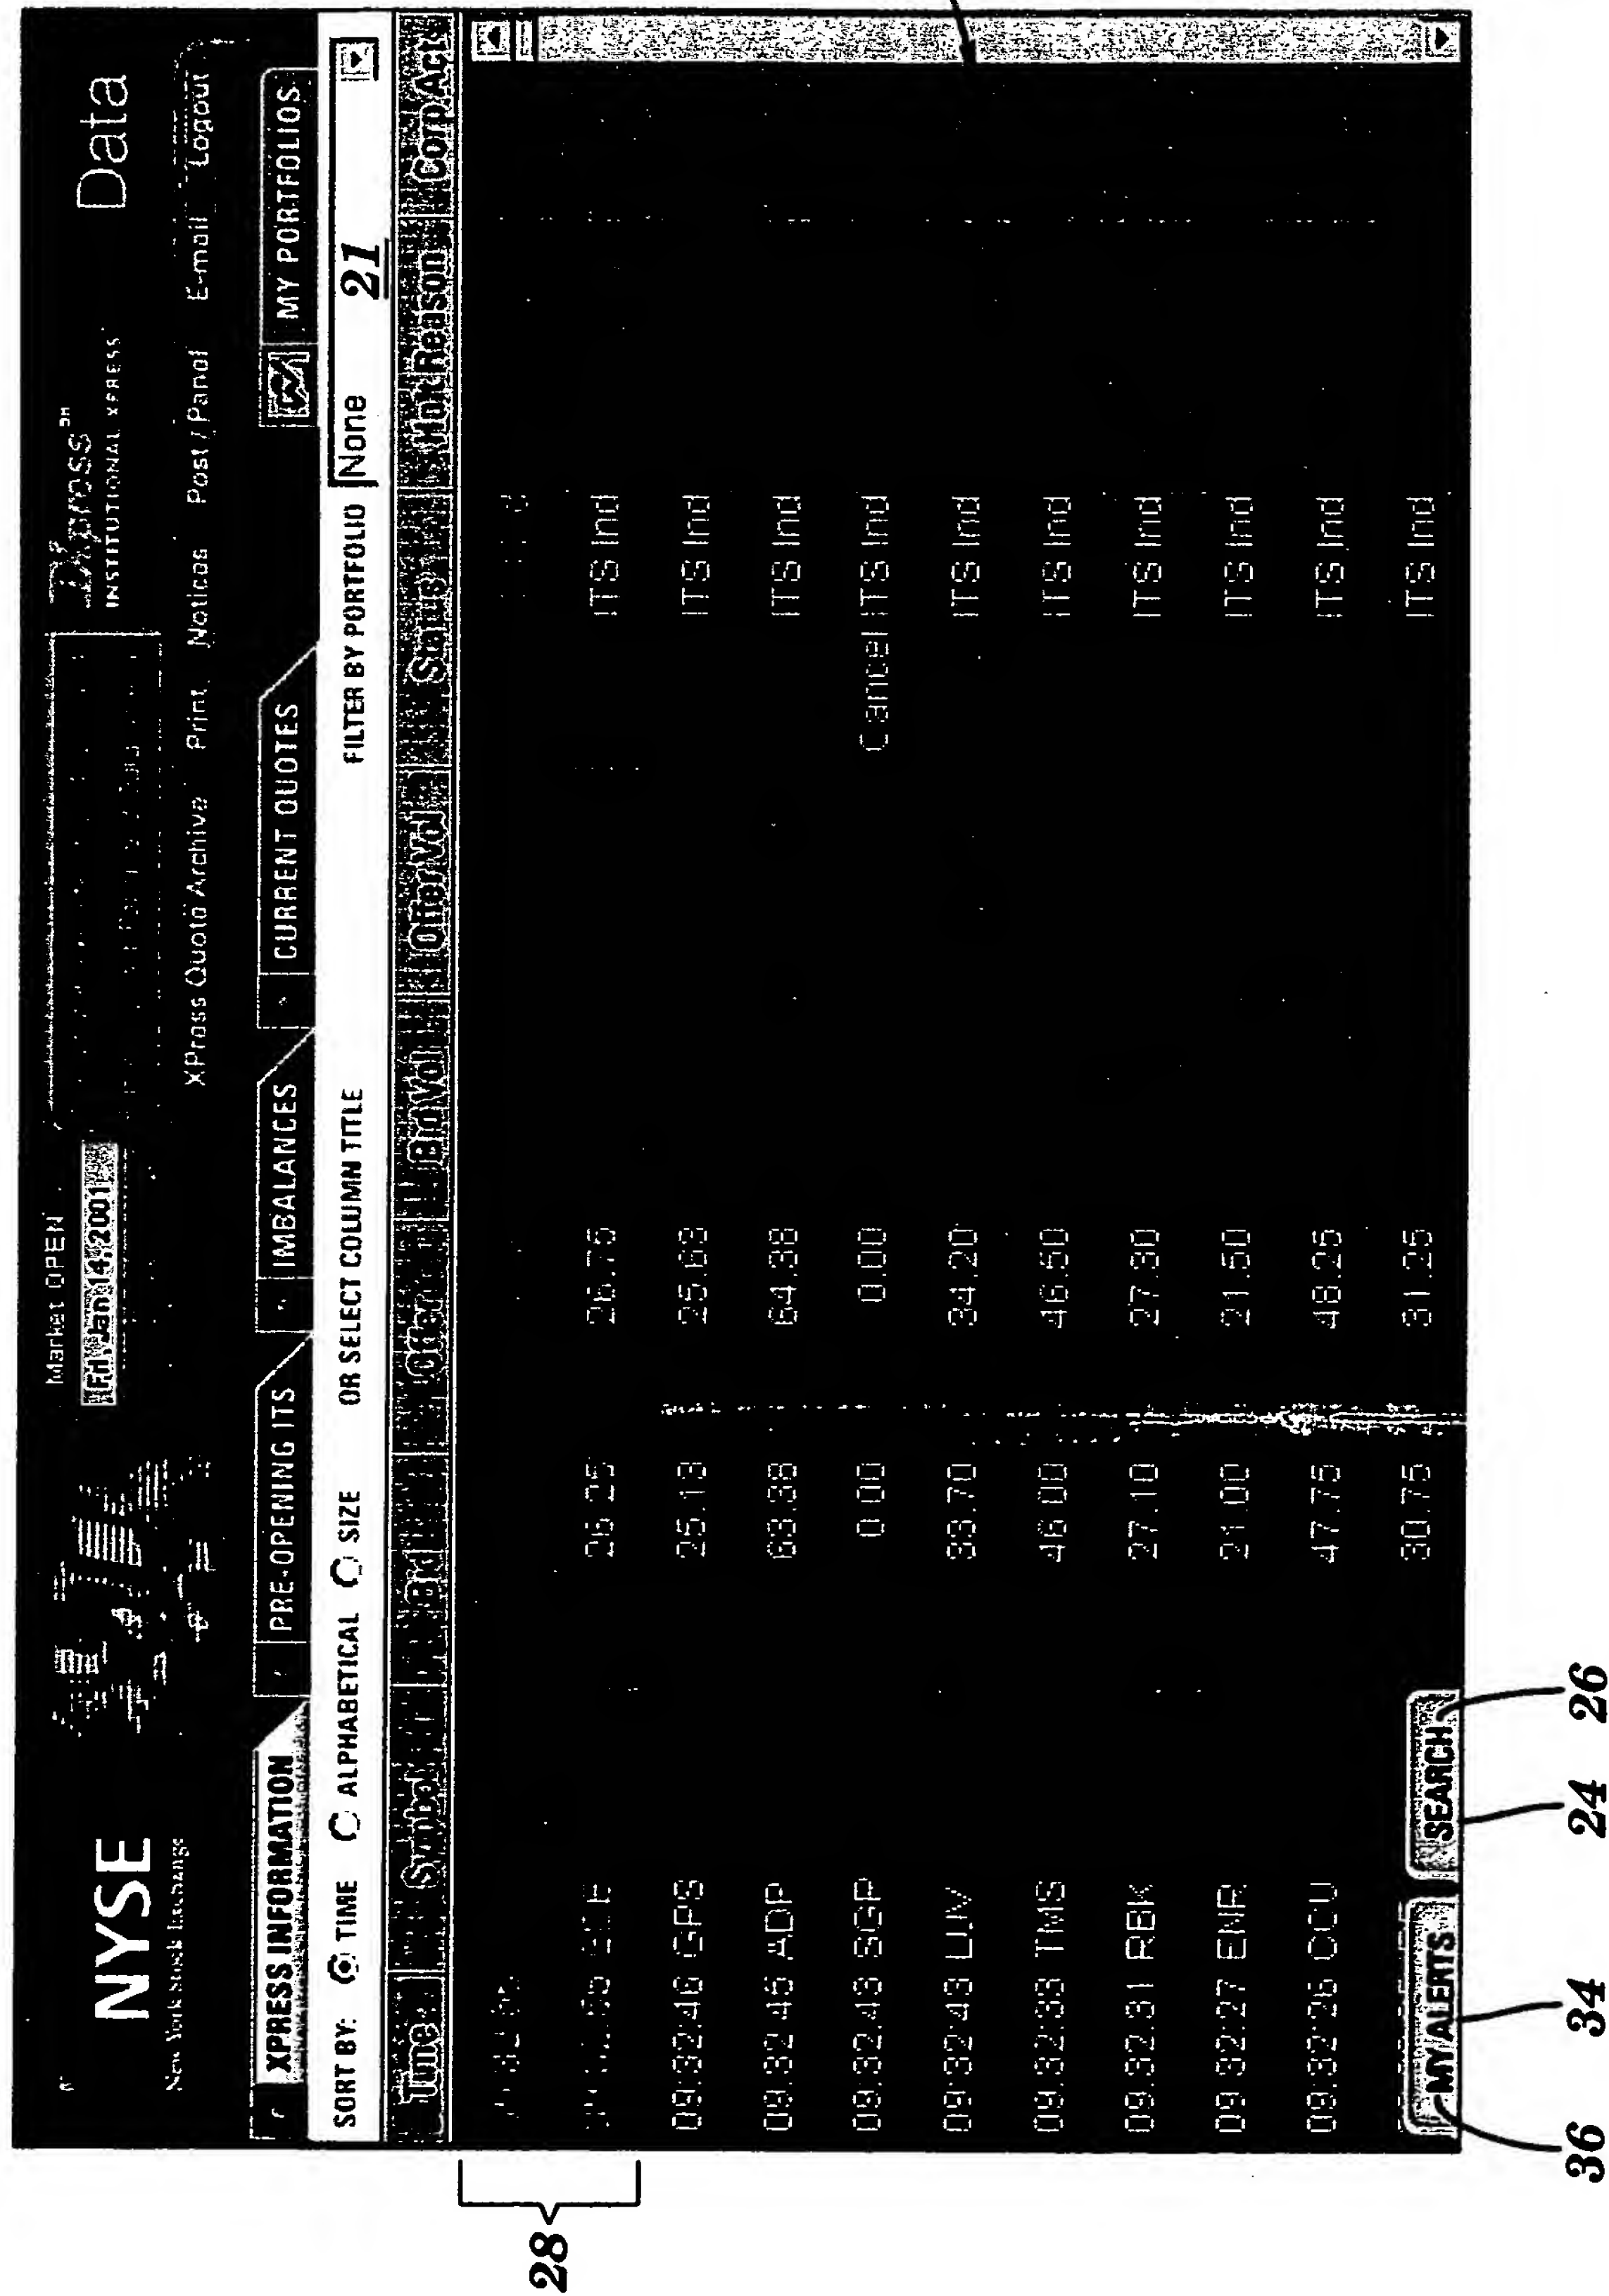 NYSE
New York Stock Exchange
Market OPEN
Fri Jan 14, 2001
IXpress SM
INSTITUTIONAL XPRESS
Data
XPress Quote Archive Print Notices Post / Panel E-mail Logout
XPRESS INFORMATION PRE-OPENING ITS IMBALANCES CURRENT QUOTES MY PORTFOLIOS
SORT BY: TIME ALPHABETICAL SIZE OR SELECT COLUMN TITLE FILTER BY PORTFOLIO None 21
Time Symbol Bid Offer BidVol OfferVol Status Hot Reason CorpAct
26.25 26.75 ITS Ind
09:32:46 GPS 25.13 25.63 ITS Ind
09:32:45 ADP 63.38 64.38 ITS Ind
09:32:43 SGP 0.00 0.00 Cancel ITS Ind
09:32:43 LUV 33.70 34.20 ITS Ind
09:32:33 TMS 46.00 46.50 ITS Ind
09:32:31 RBK 27.10 27.30 ITS Ind
09:32:27 ENR 21.00 21.50 ITS Ind
09:32:26 CCU 47.75 48.25 ITS Ind
30.75 31.25 ITS Ind
MY ALERTS SEARCH
28
36 34 24 26